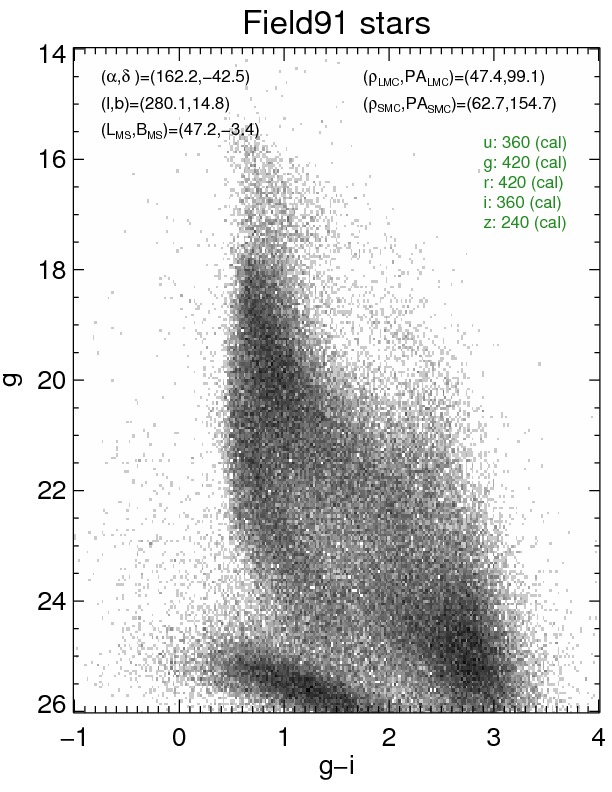 Field91 stars
(α,δ )=(162.2,−42.5)
(ρLMC,PALMC)=(47.4,99.1)
(l,b)=(280.1,14.8)
(ρSMC,PASMC)=(62.7,154.7)
(LMS,BMS)=(47.2,−3.4)
u: 360 (cal)
g: 420 (cal)
r: 420 (cal)
i: 360 (cal)
z: 240 (cal)
14
16
18
20
22
24
26
g
−1 0 1 2 3 4
g−i